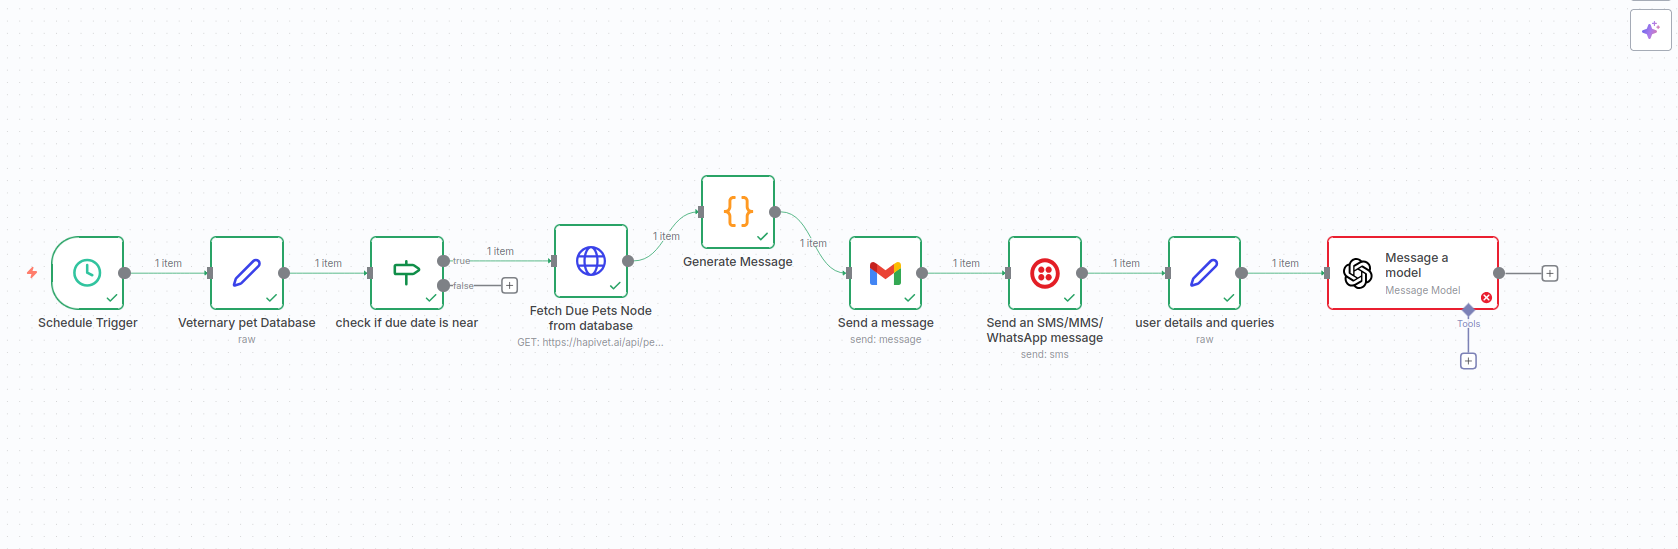 1 item
1 item
true
1 item
false
1 item
1 item
1 item
1 item
1 item
Schedule Trigger
Veternary pet Database
raw
check if due date is near
Fetch Due Pets Node
from database
GET: https://hapivet.ai/api/pe...
Generate Message
Send a message
send: message
Send an SMS/MMS/
WhatsApp message
send: sms
user details and queries
raw
Message a
model
Message Model
Tools